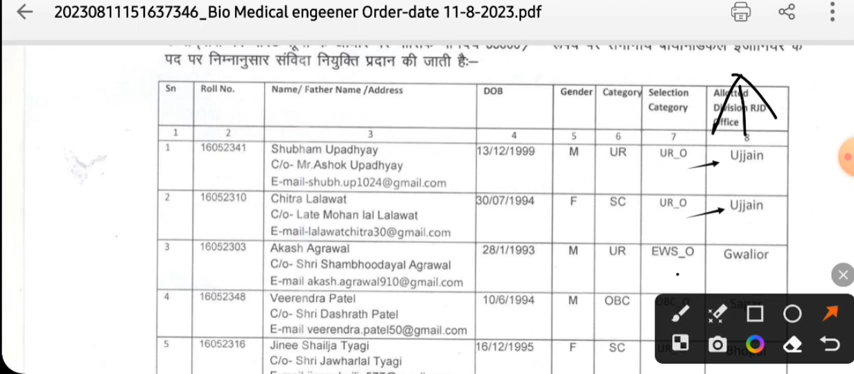 20230811151637346_Bio Medical engeener Order-date 11-8-2023.pdf
पद पर निम्नानुसार संविदा नियुक्ति प्रदान की जाती है:–
Sn Roll No. Name/ Father Name /Address DOB Gender Category Selection Category Allotted Division RJD Office
1 2 3 4 5 6 7 8
1 16052341 Shubham Upadhyay 13/12/1999 M UR UR_O Ujjain
C/o- Mr.Ashok Upadhyay
E-mail-shubh.up1024@gmail.com
2 16052310 Chitra Lalawat 30/07/1994 F SC UR_O Ujjain
C/o- Late Mohan lal Lalawat
E-mail-lalawatchitra30@gmail.com
3 16052303 Akash Agrawal 28/1/1993 M UR EWS_O Gwalior
C/o- Shri Shambhoodayal Agrawal
E-mail akash.agrawal910@gmail.com
4 16052348 Veerendra Patel 10/6/1994 M OBC
C/o- Shri Dashrath Patel
E-mail veerendra.patel50@gmail.com
5 16052316 Jinee Shailja Tyagi 16/12/1995 F SC
C/o- Shri Jawharlal Tyagi